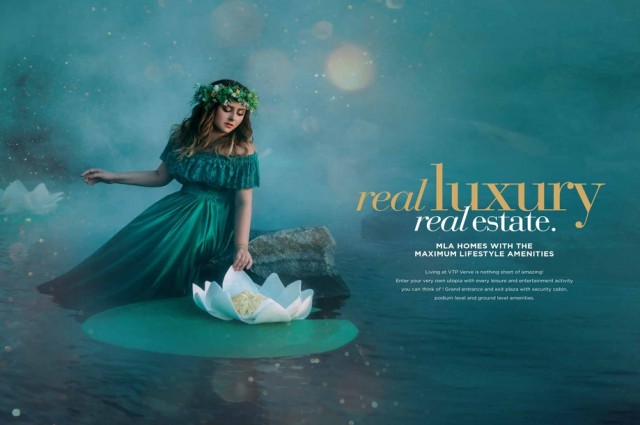 real luxury
real estate.
MLA HOMES WITH THE
MAXIMUM LIFESTYLE AMENITIES
Living at VTP Verve is nothing short of amazing!
Enter your very own utopia with every leisure and entertainment activity
you can think of ! Grand entrance and exit plaza with security cabin,
podium level and ground level amenities.